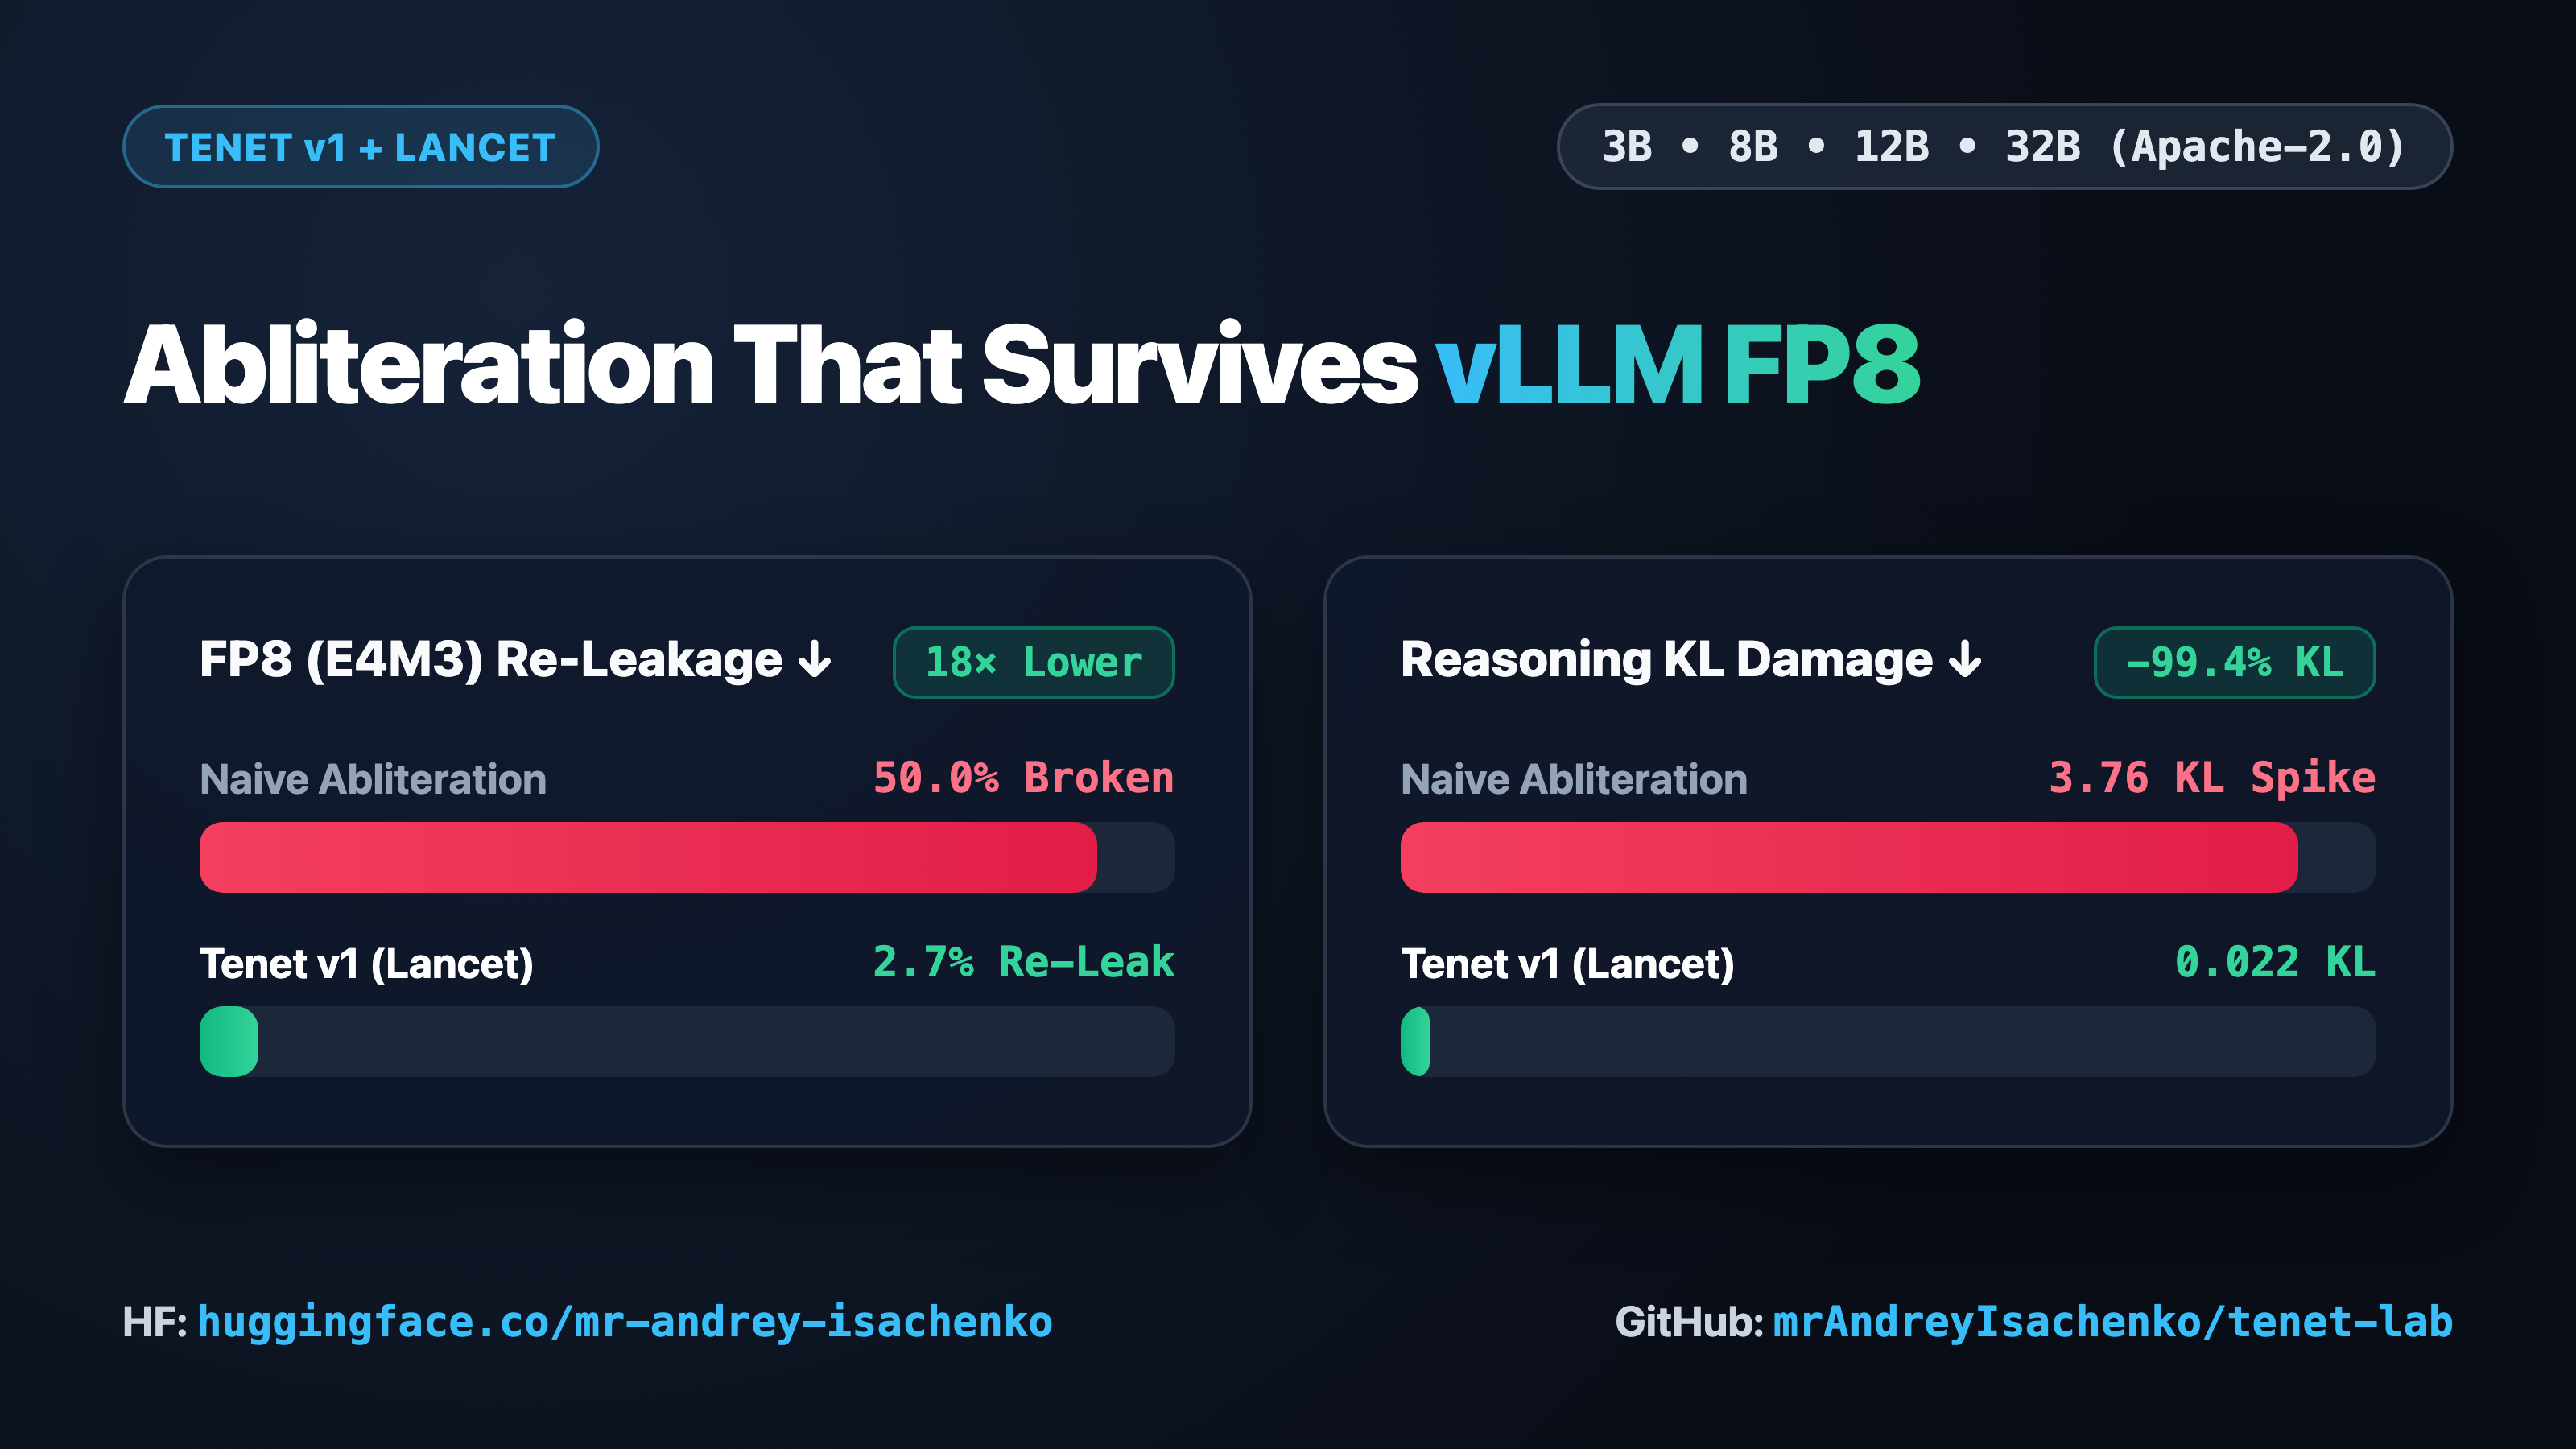 TENET v1 + LANCET
3B • 8B • 12B • 32B (Apache-2.0)
Abliteration That Survives vLLM FP8
FP8 (E4M3) Re-Leakage ↓
18× Lower
Naive Abliteration
50.0% Broken
Tenet v1 (Lancet)
2.7% Re-Leak
Reasoning KL Damage ↓
-99.4% KL
Naive Abliteration
3.76 KL Spike
Tenet v1 (Lancet)
0.022 KL
HF: huggingface.co/mr-andrey-isachenko
GitHub: mrAndreyIsachenko/tenet-lab